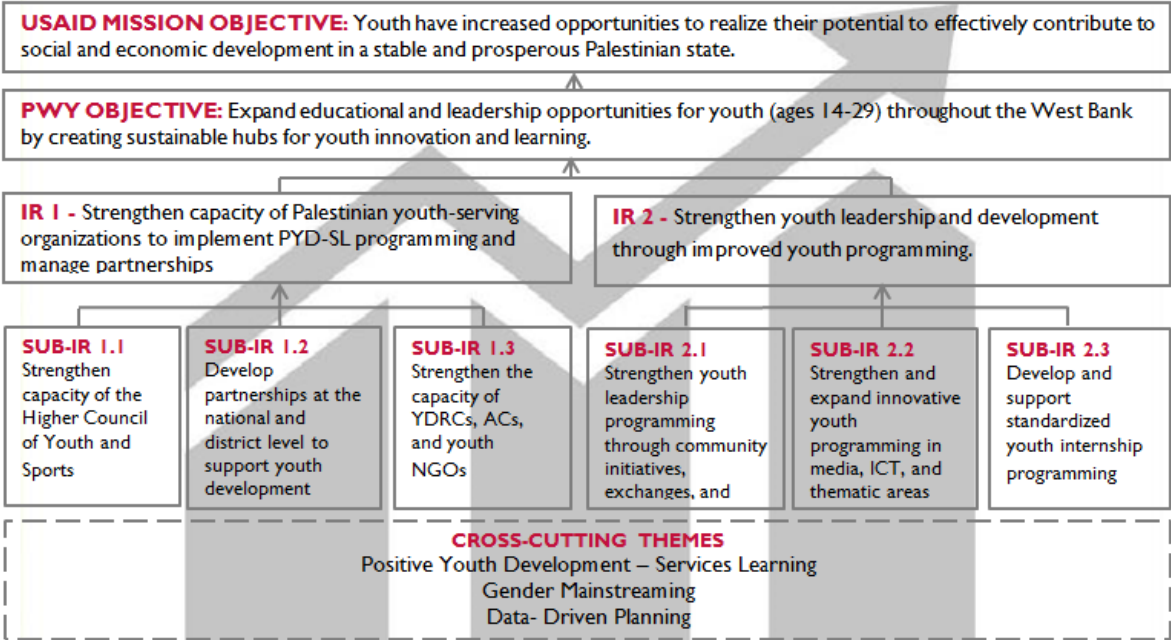 USAID MISSION OBJECTIVE: Youth have increased opportunities to realize their potential to effectively contribute to
social and economic development in a stable and prosperous Palestinian state.
PWY OBJECTIVE: Expand educational and leadership opportunities for youth (ages 14-29) throughout the West Bank
by creating sustainable hubs for youth innovation and learning.
IR 1 - Strengthen capacity of Palestinian youth-serving
organizations to implement PYD-SL programming and
manage partnerships
IR 2 - Strengthen youth leadership and development
through improved youth programming.
SUB-IR 1.1
Strengthen
capacity of the
Higher Council
of Youth and
Sports
SUB-IR 1.2
Develop
partnerships at the
national and
district level to
support youth
development
SUB-IR 1.3
Strengthen the
capacity of
YDRCs, ACs,
and youth
NGOs
SUB-IR 2.1
Strengthen youth
leadership
programming
through community
initiatives,
exchanges, and
SUB-IR 2.2
Strengthen and
expand innovative
youth
programming in
media, ICT, and
thematic areas
SUB-IR 2.3
Develop and
support
standardized
youth internship
programming
CROSS-CUTTING THEMES
Positive Youth Development – Services Learning
Gender Mainstreaming
Data- Driven Planning